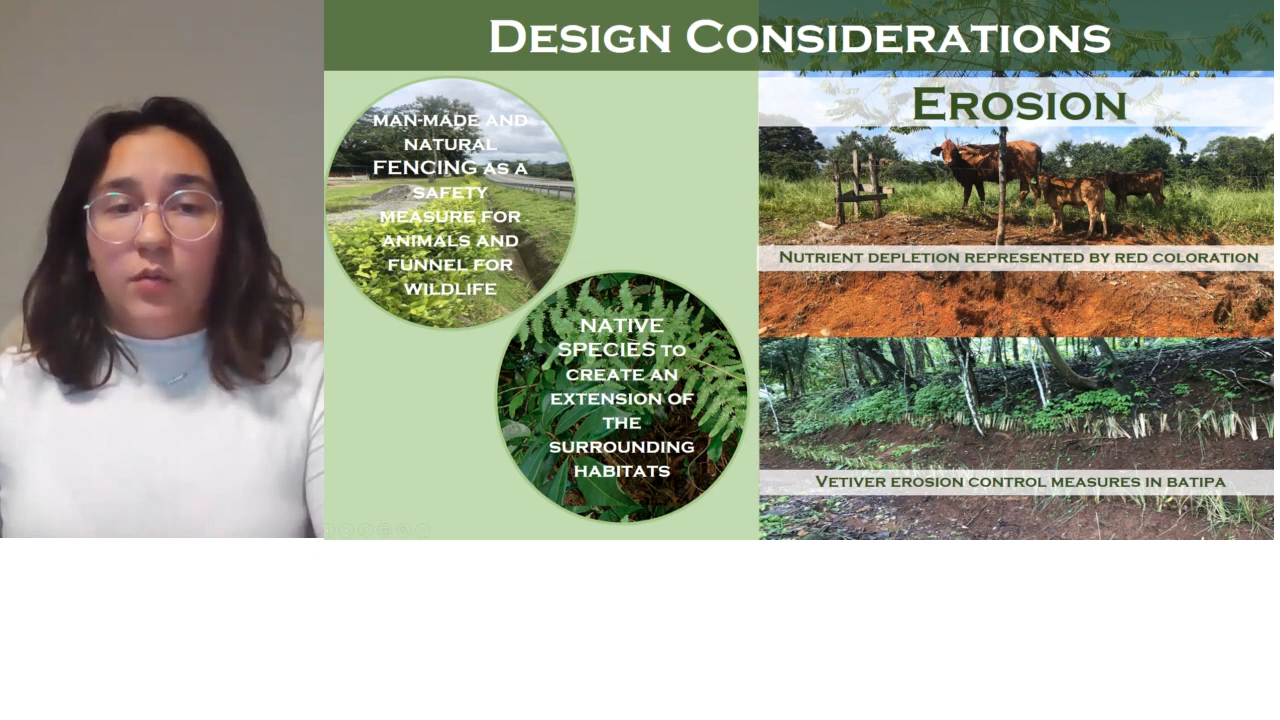 DESIGN CONSIDERATIONS
MAN-MADE AND
NATURAL
FENCING AS A
SAFETY
MEASURE FOR
ANIMALS AND
FUNNEL FOR
WILDLIFE
NATIVE
SPECIES TO
CREATE AN
EXTENSION OF
THE
SURROUNDING
HABITATS
EROSION
NUTRIENT DEPLETION REPRESENTED BY RED COLORATION
VETIVER EROSION CONTROL MEASURES IN BATIPA